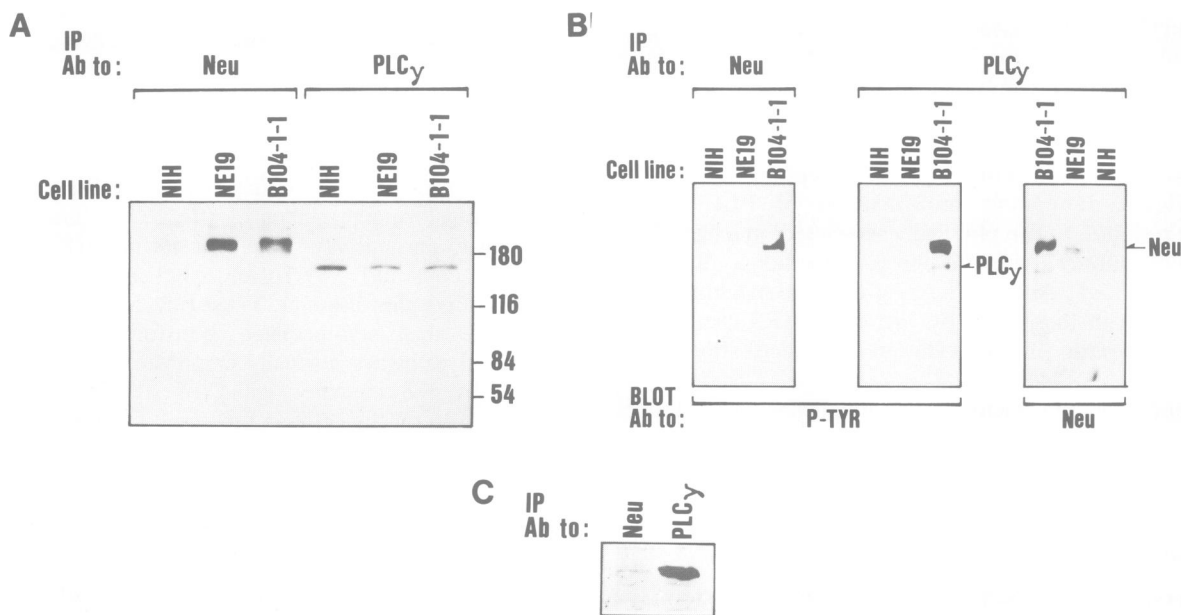 A
IP
Ab to: Neu PLCγ
Cell line: NIH NE19 B104-1-1 NIH NE19 B104-1-1
180
116
84
54
B
IP
Ab to: Neu PLCγ
Cell line: NIH NE19 B104-1-1 NIH NE19 B104-1-1 B104-1-1 NE19 NIH
Neu
PLCγ
BLOT
Ab to: P-TYR Neu
C
IP
Ab to: Neu PLCγ